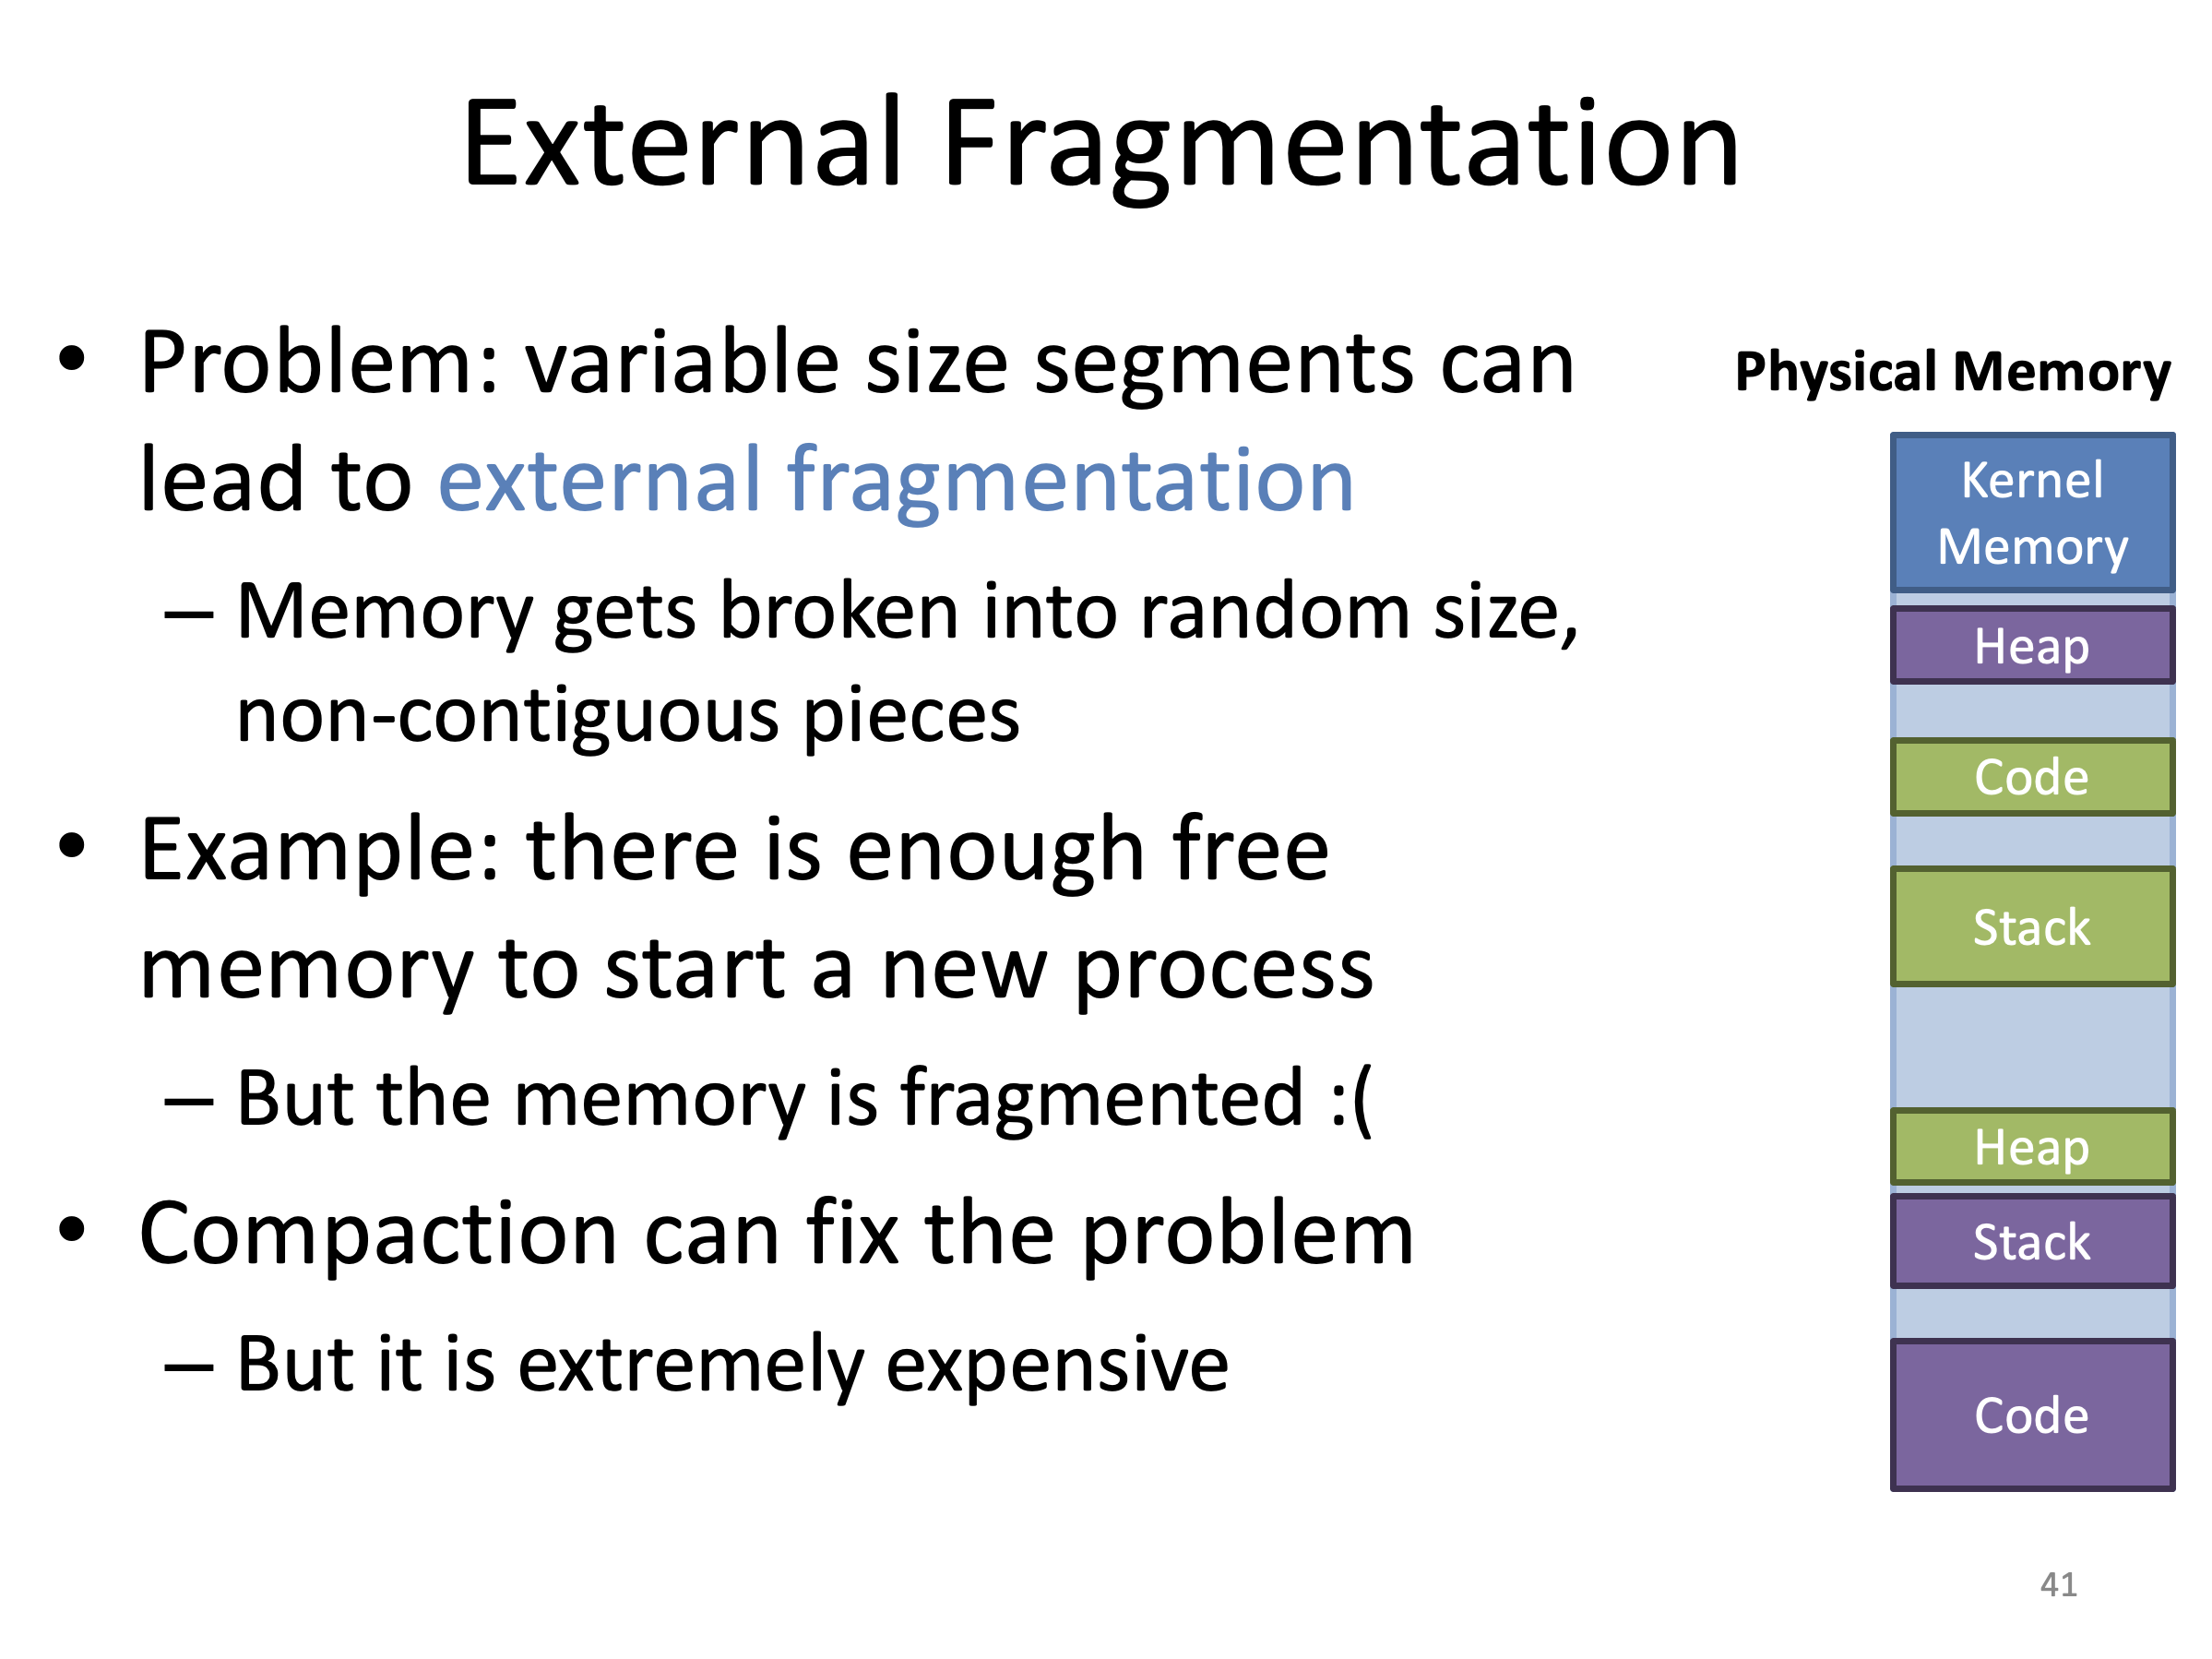 External Fragmentation
• Problem: variable size segments can
lead to external fragmentation
– Memory gets broken into random size,
non-contiguous pieces
• Example: there is enough free
memory to start a new process
– But the memory is fragmented :(
• Compaction can fix the problem
– But it is extremely expensive
Physical Memory
Kernel
Memory
Heap
Code
Stack
Heap
Stack
Code
41